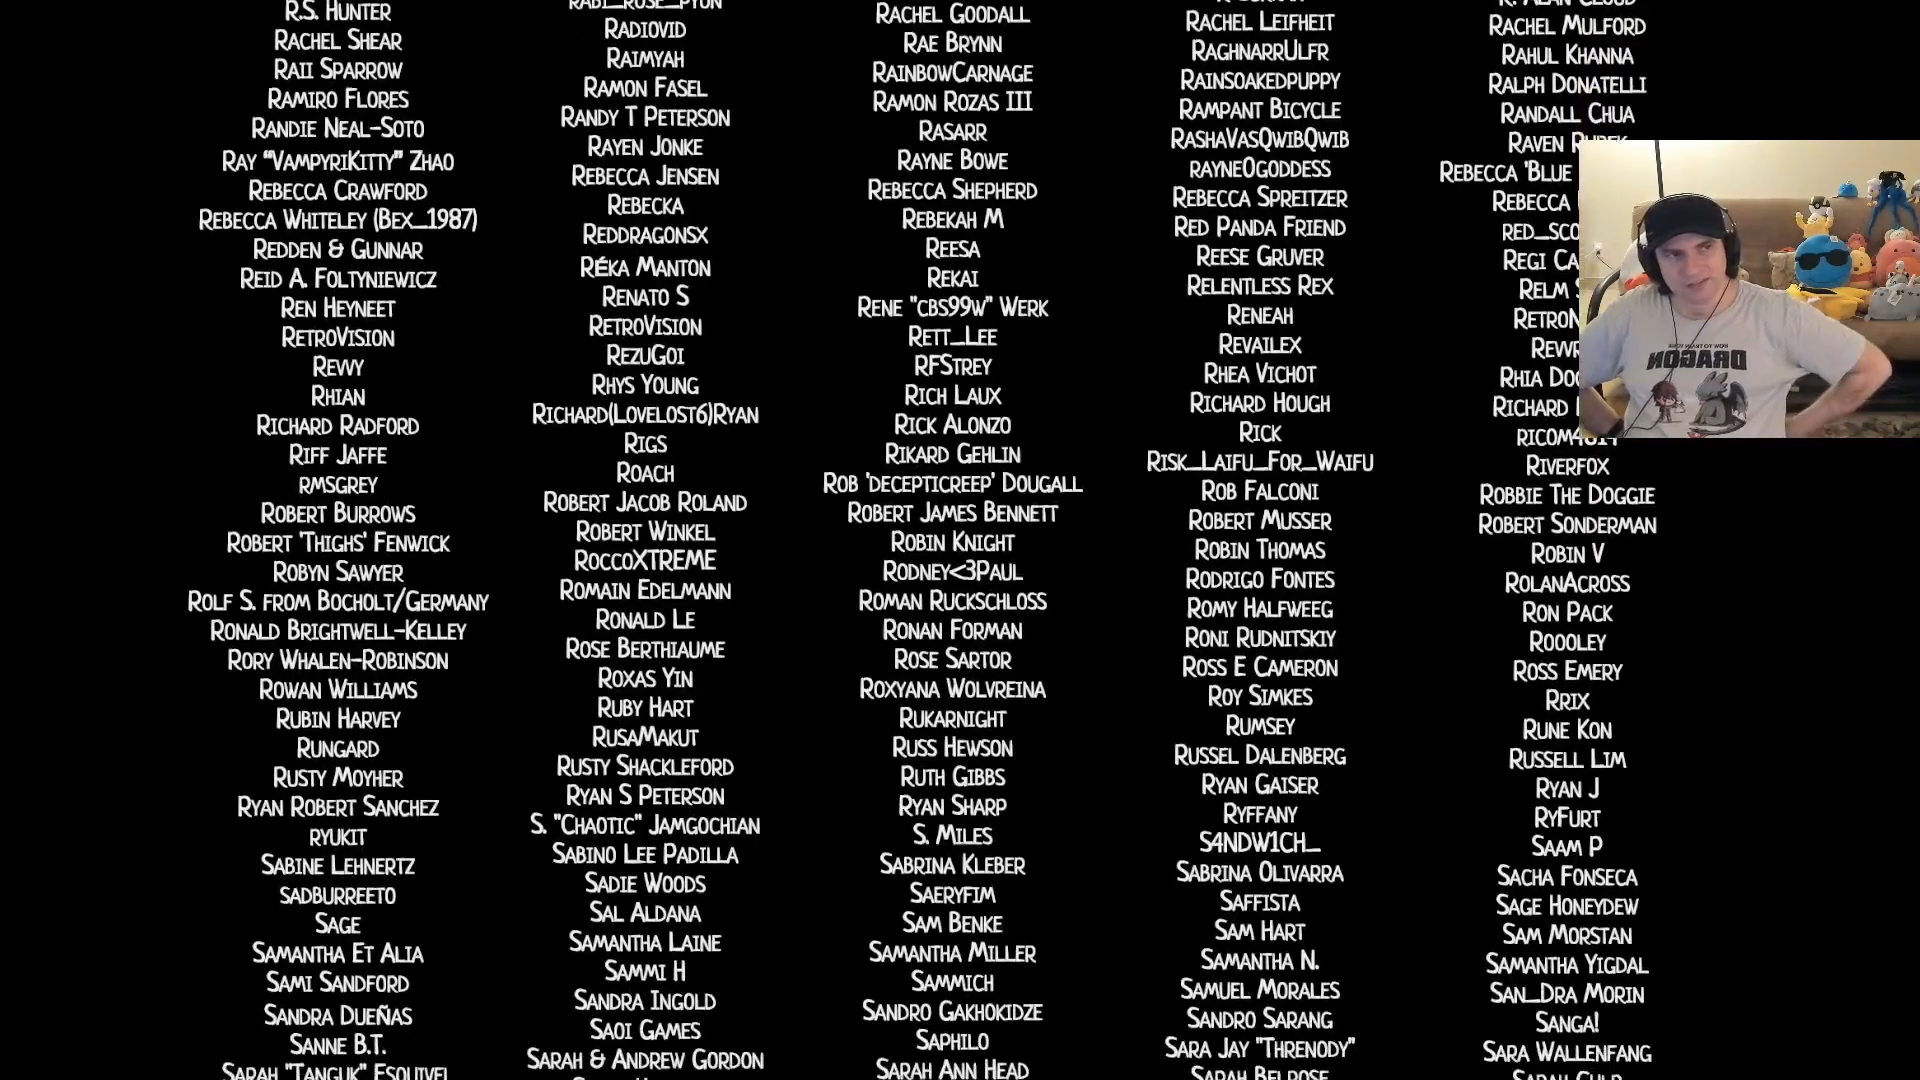 R.S. Hunter
Rachel Shear
Raii Sparrow
Ramiro Flores
Randie Neal-Soto
Ray "VampyriKitty" Zhao
Rebecca Crawford
Rebecca Whiteley (Bex_1987)
Redden & Gunnar
Reid A. Foltyniewicz
Ren Heyneet
RetroVision
Revvy
Rhian
Richard Radford
Riff Jaffe
rmsgrey
Robert Burrows
Robert 'Thighs' Fenwick
Robyn Sawyer
Rolf S. from Bocholt/Germany
Ronald Brightwell-Kelley
Rory Whalen-Robinson
Rowan Williams
Rubin Harvey
Rungard
Rusty Moyher
Ryan Robert Sanchez
ryukit
Sabine Lehnertz
sadburreeto
Sage
Samantha Et Alia
Sami Sandford
Sandra Dueñas
Sanne B.T.
Sarah "Tanguk" Esquivel
Radiovid
Raimyah
Ramon Fasel
Randy T Peterson
Rayen Jonke
Rebecca Jensen
Rebecka
Reddragonsx
Réka Manton
Renato S
RetroVision
RezuGoi
Rhys Young
Richard(Lovelost6)Ryan
Rigs
Roach
Robert Jacob Roland
Robert Winkel
RoccoXTREME
Romain Edelmann
Ronald Le
Rose Berthiaume
Roxas Yin
Ruby Hart
RusaMakut
Rusty Shackleford
Ryan S Peterson
S. "Chaotic" Jamgochian
Sabino Lee Padilla
Sadie Woods
Sal Aldana
Samantha Laine
Sammi H
Sandra Ingold
Saoi Games
Sarah & Andrew Gordon
Rachel Goodall
Rae Brynn
RainbowCarnage
Ramon Rozas III
Rasarr
Rayne Bowe
Rebecca Shepherd
Rebekah M
Reesa
Rekai
Rene "cbs99w" Werk
Rett_Lee
RFStrey
Rich Laux
Rick Alonzo
Rikard Gehlin
Rob 'decepticreep' Dougall
Robert James Bennett
Robin Knight
Rodney<3Paul
Roman Ruckschloss
Ronan Forman
Rose Sartor
Roxyana Wolvreina
Rukarnight
Russ Hewson
Ruth Gibbs
Ryan Sharp
S. Miles
Sabrina Kleber
Saeryfim
Sam Benke
Samantha Miller
Sammich
Sandro Gakhokidze
Saphilo
Sarah Ann Head
Rachel Leifheit
RaghnarrUlfr
Rainsoakedpuppy
Rampant Bicycle
RashaVasQwibQwib
rayneOgoddess
Rebecca Spreitzer
Red Panda Friend
Reese Gruver
Relentless Rex
Reneah
Revailex
Rhea Vichot
Richard Hough
Rick
Risk_Laifu_For_Waifu
Rob Falconi
Robert Musser
Robin Thomas
Rodrigo Fontes
Romy Halfweeg
Roni Rudnitskiy
Ross E Cameron
Roy Simkes
Rumsey
Russel Dalenberg
Ryan Gaiser
Ryffany
S4NDW1CH_
Sabrina Olivarra
Saffista
Sam Hart
Samantha N.
Samuel Morales
Sandro Sarang
Sara Jay "Threnody"
Sarah Belrose
Rachel Mulford
Rahul Khanna
Ralph Donatelli
Randall Chua
Raven
Rebecca 'Blue
Rebecca
Regi
Relm
Rhia
Richard
Riverfox
Robbie The Doggie
Robert Sonderman
Robin V
RolanAcross
Ron Pack
Roooley
Ross Emery
Rrix
Rune Kon
Russell Lim
Ryan J
RyFurt
Saam P
Sacha Fonseca
Sage Honeydew
Sam Morstan
Samantha Yigdal
San_Dra Morin
Sanga!
Sara Wallenfang
DRAGON